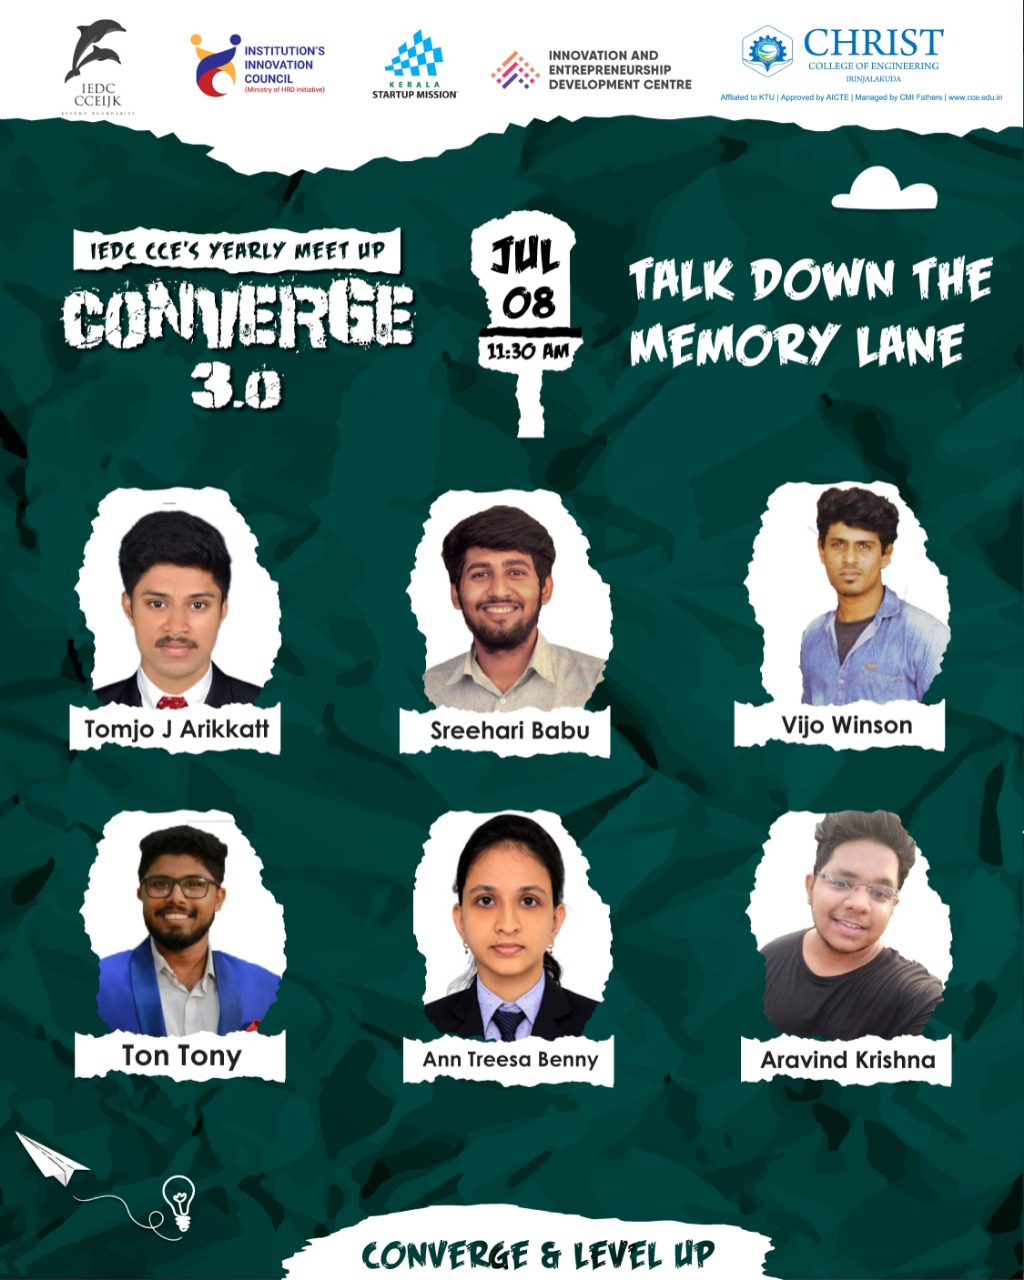 IEDC
CCEIJK
BEYOND BOUNDARIES
INSTITUTION'S
INNOVATION
COUNCIL
(Ministry of HRD Initiative)
KERALA
STARTUP MISSION
INNOVATION AND
ENTREPRENEURSHIP
DEVELOPMENT CENTRE
CHRIST
COLLEGE OF ENGINEERING
IRINJALAKUDA
Affliated to KTU | Approved by AICTE | Managed by CMI Fathers | www.cce.edu.in
IEDC CCE'S YEARLY MEET UP
CONVERGE
3.0
JUL
08
11:30 AM
TALK DOWN THE
MEMORY LANE
Tomjo J Arikkatt
Sreehari Babu
Vijo Winson
Ton Tony
Ann Treesa Benny
Aravind Krishna
CONVERGE & LEVEL UP